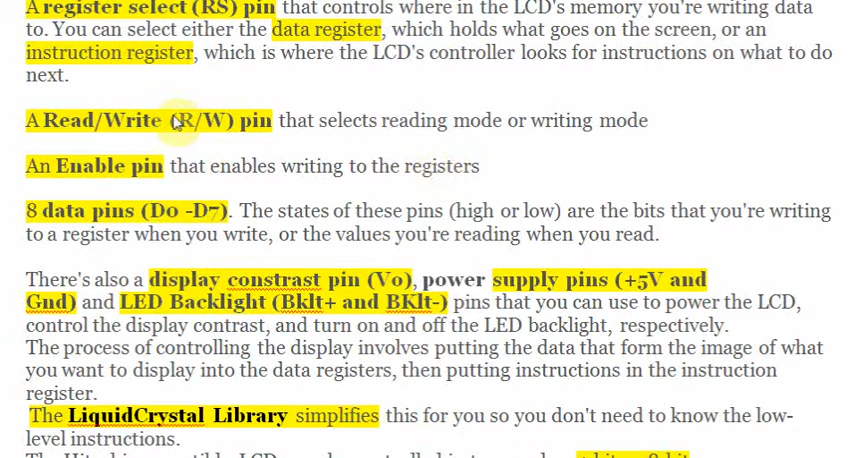 A register select (RS) pin that controls where in the LCD's memory you're writing data
to. You can select either the data register, which holds what goes on the screen, or an
instruction register, which is where the LCD's controller looks for instructions on what to do
next.
A Read/Write (R/W) pin that selects reading mode or writing mode
An Enable pin that enables writing to the registers
8 data pins (D0 -D7). The states of these pins (high or low) are the bits that you're writing
to a register when you write, or the values you're reading when you read.
There's also a display constrast pin (Vo), power supply pins (+5V and
Gnd) and LED Backlight (Bklt+ and BKlt-) pins that you can use to power the LCD,
control the display contrast, and turn on and off the LED backlight, respectively.
The process of controlling the display involves putting the data that form the image of what
you want to display into the data registers, then putting instructions in the instruction
register.
The LiquidCrystal Library simplifies this for you so you don't need to know the low-
level instructions.